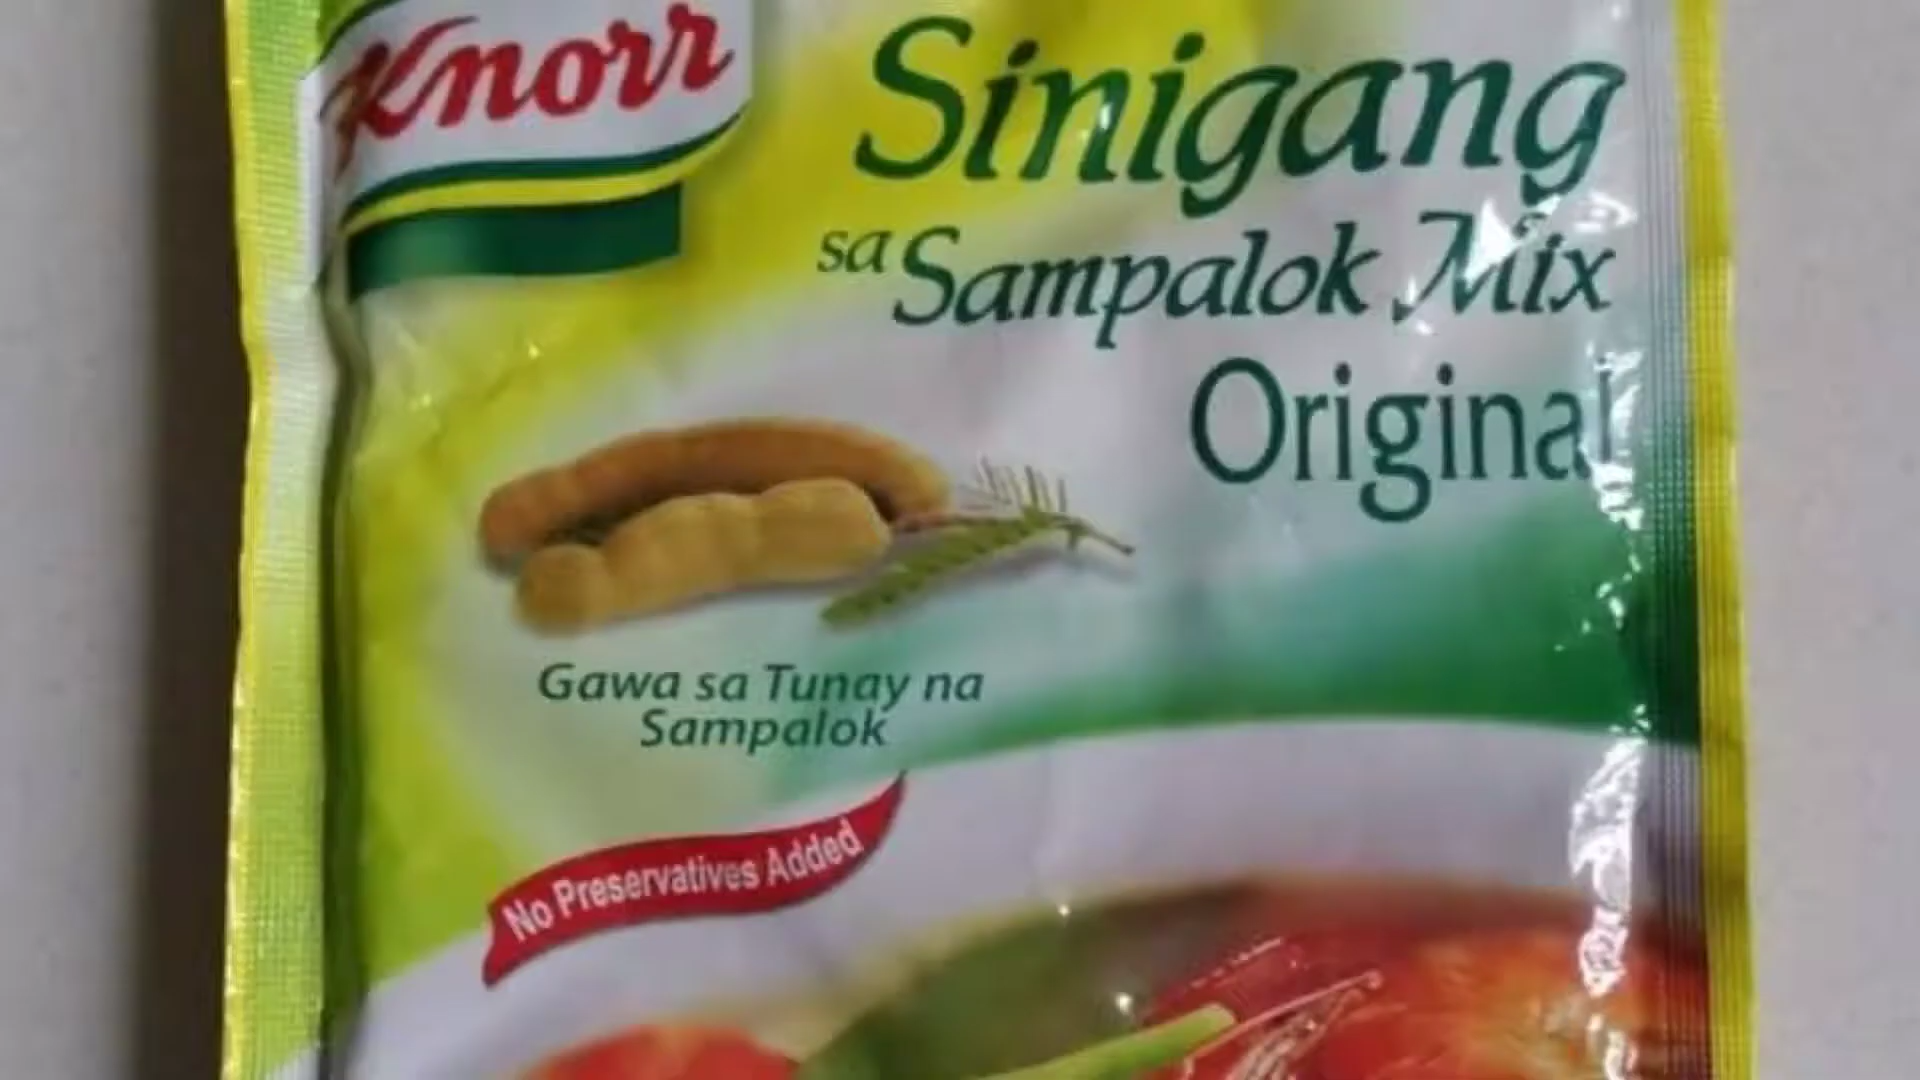 Knorr
Sinigang
sa Sampalok Mix
Original
Gawa sa Tunay na
Sampalok
No Preservatives Added